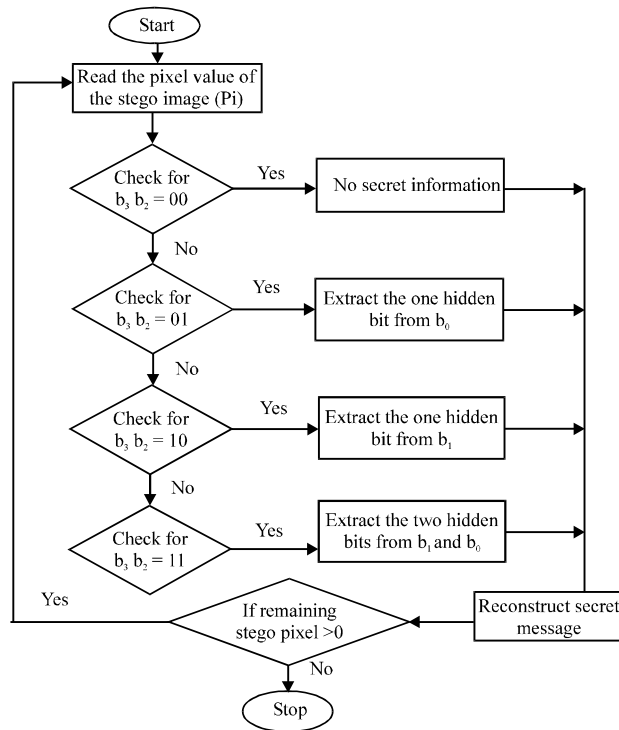 Start
Read the pixel value of
the stego image (Pi)
Check for
b₃ b₂ = 00
Yes
No secret information
No
Check for
b₃ b₂ = 01
Yes
Extract the one hidden
bit from b₀
No
Check for
b₃ b₂ = 10
Yes
Extract the one hidden
bit from b₁
No
Check for
b₃ b₂ = 11
Yes
Extract the two hidden
bits from b₁ and b₀
Yes
If remaining
stego pixel >0
Reconstruct secret
message
No
Stop